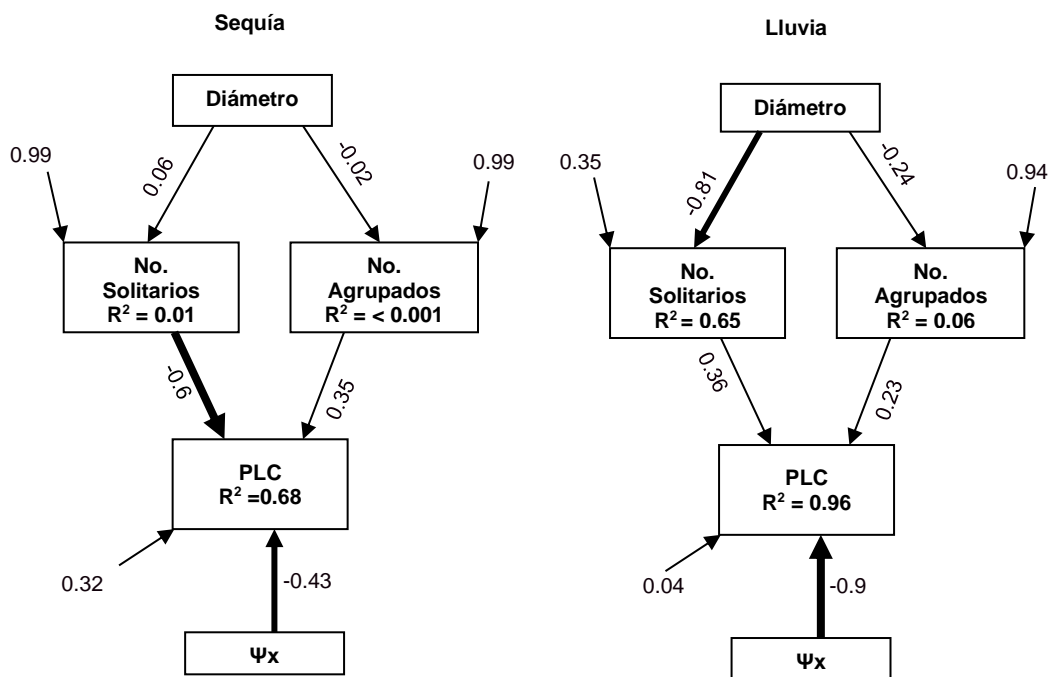 Sequía
Diámetro
0.99
0.06
-0.02
0.99
No.
Solitarios
R² = 0.01
No.
Agrupados
R² = < 0.001
-0.6
0.35
PLC
R² =0.68
0.32
-0.43
Ψx
Lluvia
Diámetro
0.35
-0.81
-0.24
0.94
No.
Solitarios
R² = 0.65
No.
Agrupados
R² = 0.06
0.36
0.23
PLC
R² = 0.96
0.04
-0.9
Ψx